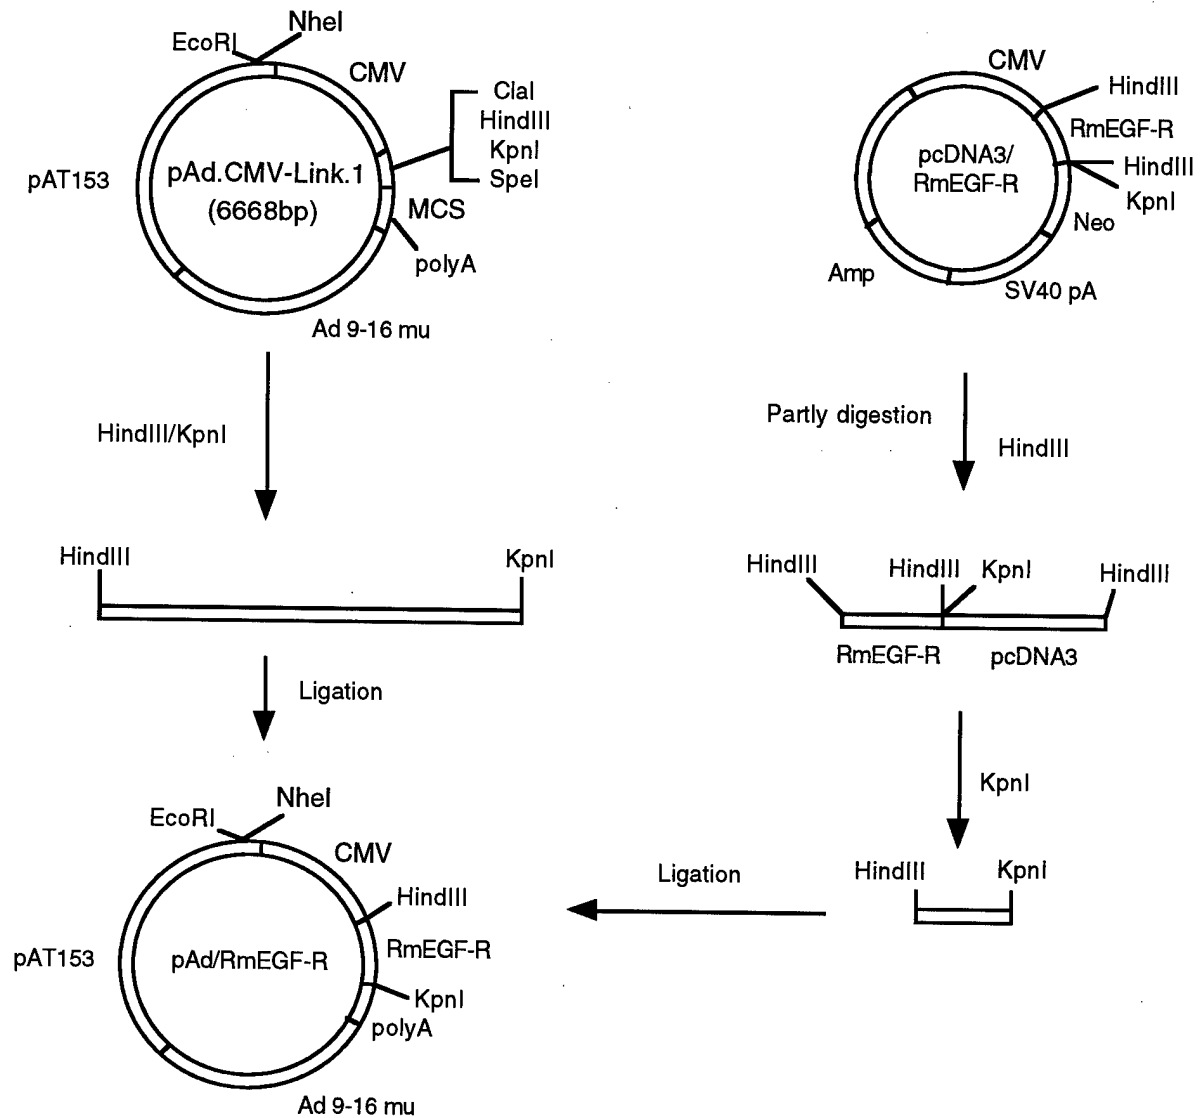 NheI
EcoRI
CMV
ClaI
HindIII
KpnI
SpeI
pAT153
pAd.CMV-Link.1
(6668bp)
MCS
polyA
Ad 9-16 mu
CMV
HindIII
RmEGF-R
pcDNA3/
RmEGF-R
HindIII
KpnI
Neo
Amp
SV40 pA
HindIII/KpnI
Partly digestion
HindIII
HindIII
KpnI
HindIII
HindIII
KpnI
HindIII
RmEGF-R
pcDNA3
Ligation
KpnI
NheI
EcoRI
CMV
HindIII
RmEGF-R
pAT153
pAd/RmEGF-R
KpnI
polyA
Ad 9-16 mu
Ligation
HindIII
KpnI